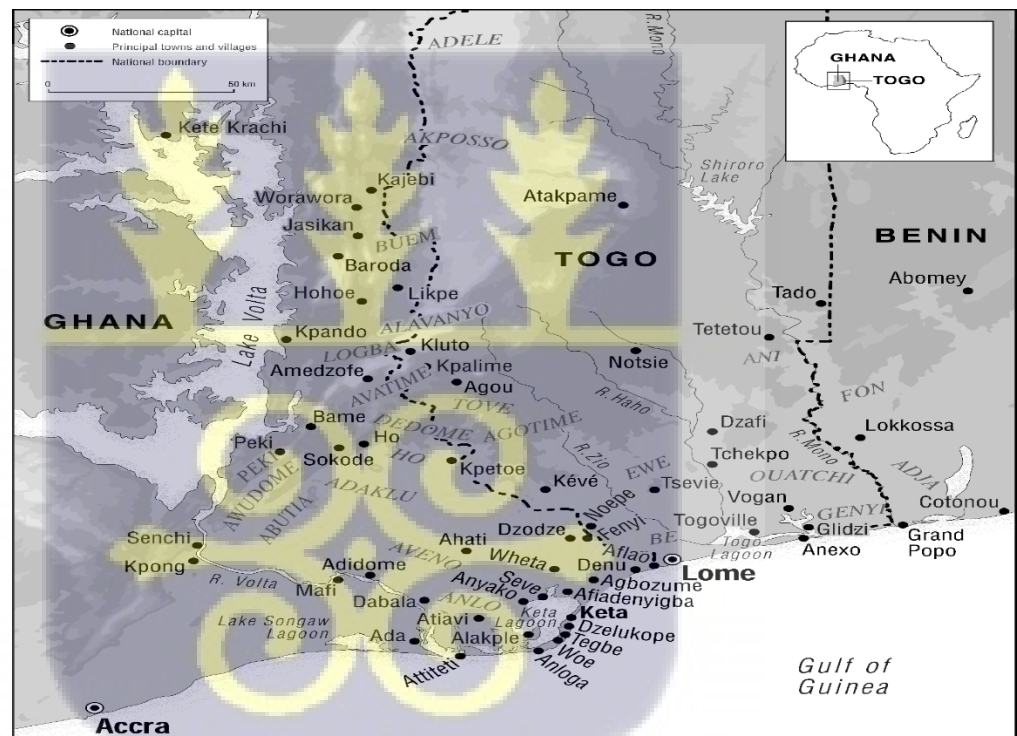 National capital
Principal towns and villages
National boundary
0 50 km
GHANA
TOGO
ADELE
R. Mono
AKPOSSO
Kete Krachi
Shiroro
Lake
Kajebi
Worawora
Atakpame
Jasikan
BUEM
TOGO
BENIN
Baroda
Abomey
Hohoe
Likpe
Tado
GHANA
Lake Volta
Kpando
ALAVANYO
Tetetou
LOGBA
Kluto
Notsie
ANI
Amedzofe
AVATIME
Kpalime
Agou
FON
R. Haho
TOVE
Bame
DEDOME
AGOTIME
Dzafi
Lokkossa
Peki
Sokode
Ho
HO
R. Zio
R. Mono
PEKI
Kpetoe
EWE
Tchekpo
OUATCHI
ADJA
AWUDOME
ADAKLU
Kévé
Tsevie
Vogan
Cotonou
ABUTIA
Noepe
GENYI
Dzodze
Fenyi
Togoville
Glidzi
Senchi
Ahati
Aflao
BE
Togo
Lagoon
Anexo
Grand
Popo
Kpong
AVENO
Wheta
Denu
Lome
R. Volta
Adidome
Agbozume
Mafi
Seve
Afiadenyigba
Anyako
Dabala
ANLO
Keta
Lagoon
Keta
Lake Songaw
Lagoon
Atiavi
Dzelukope
Ada
Alakple
Tegbe
Woe
Attiteti
Anloga
Gulf of
Guinea
Accra